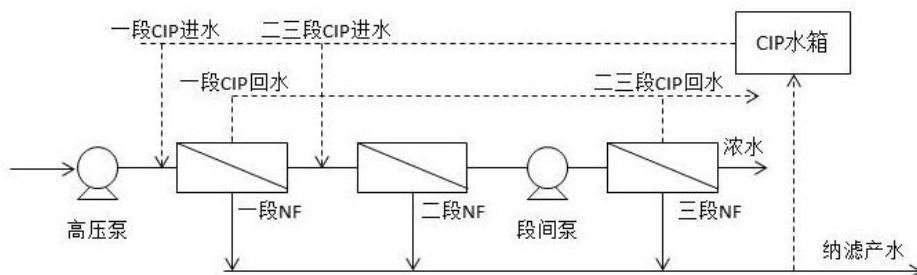 一段CIP进水
二三段CIP进水
CIP水箱
一段CIP回水
二三段CIP回水
浓水
高压泵
一段NF
二段NF
段间泵
三段NF
纳滤产水